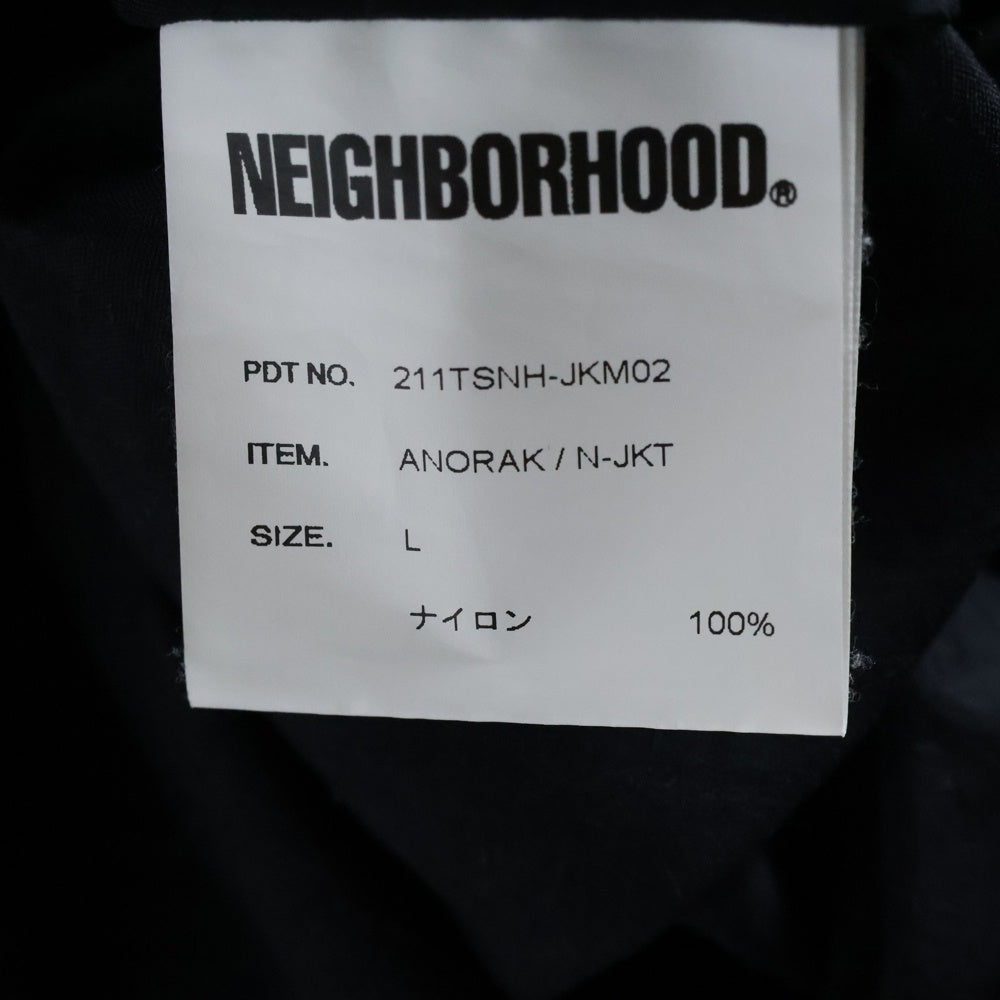 NEIGHBORHOOD®
PDT NO. 211TSNH-JKM02
ITEM. ANORAK / N-JKT
SIZE. L
ナイロン 100%